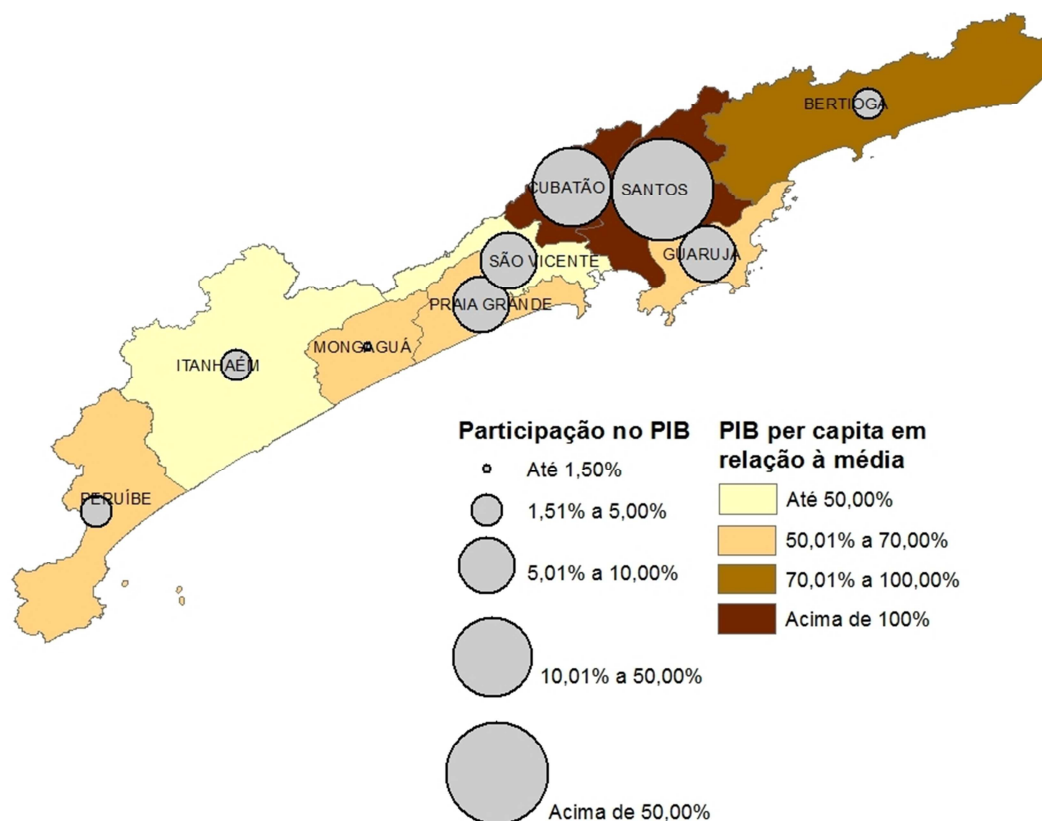 BERTIOGA
CUBATÃO
SANTOS
GUARUJÁ
SÃO VICENTE
PRAIA GRANDE
MONGAGUÁ
ITANHAÉM
PERUÍBE
Participação no PIB
Até 1,50%
1,51% a 5,00%
5,01% a 10,00%
10,01% a 50,00%
Acima de 50,00%
PIB per capita em
relação à média
Até 50,00%
50,01% a 70,00%
70,01% a 100,00%
Acima de 100%